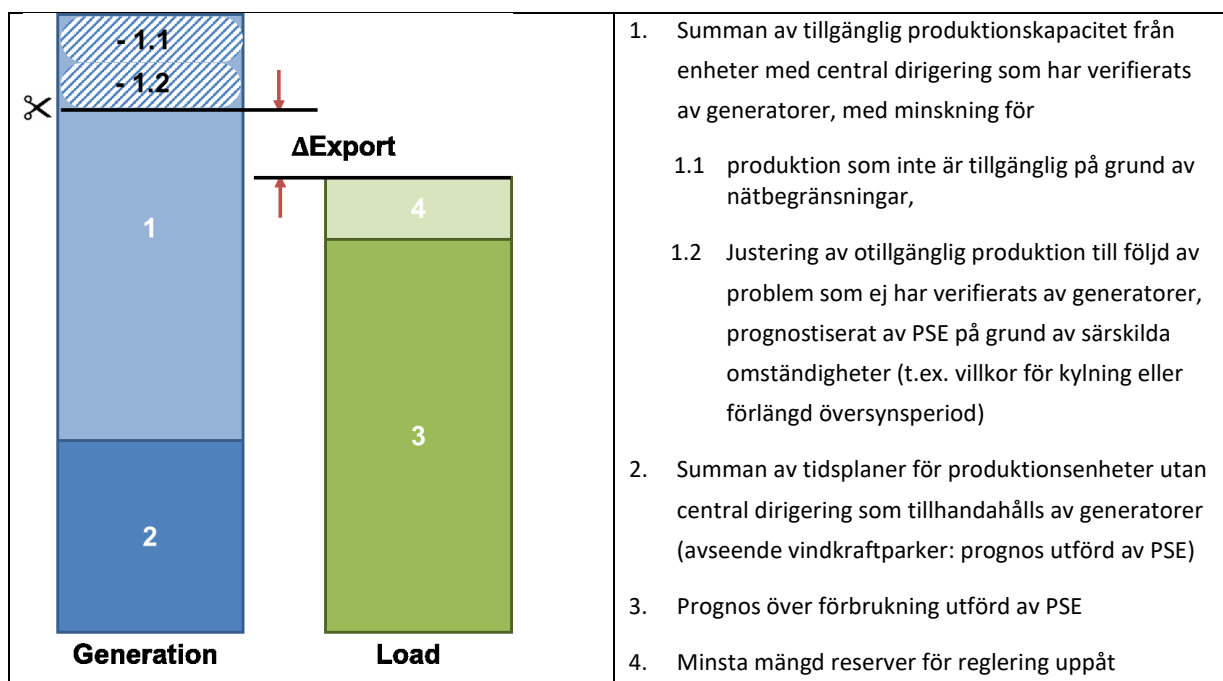 - 1.1
- 1.2
ΔExport
1
4
3
2
Generation
Load
1. Summan av tillgänglig produktionskapacitet från
enheter med central dirigering som har verifierats
av generatorer, med minskning för
1.1 produktion som inte är tillgänglig på grund av
nätbegränsningar,
1.2 Justering av otillgänglig produktion till följd av
problem som ej har verifierats av generatorer,
prognostiserat av PSE på grund av särskilda
omständigheter (t.ex. villkor för kylning eller
förlängd översynsperiod)
2. Summan av tidsplaner för produktionsenheter utan
central dirigering som tillhandahålls av generatorer
(avseende vindkraftparker: prognos utförd av PSE)
3. Prognos över förbrukning utförd av PSE
4. Minsta mängd reserver för reglering uppåt